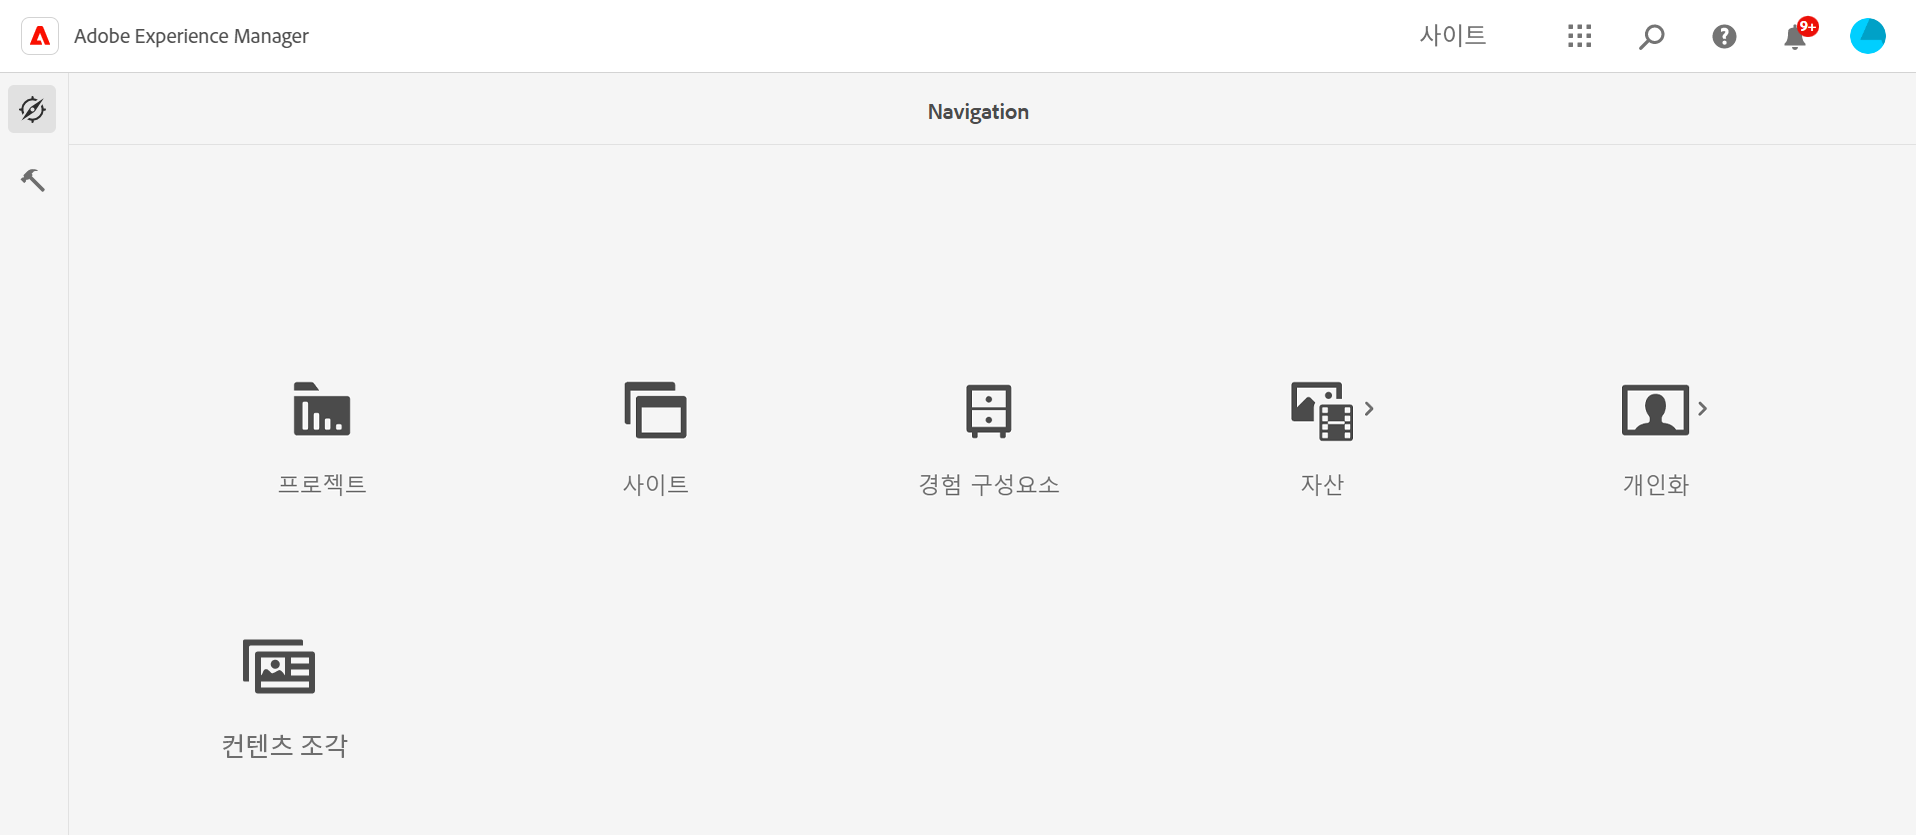 Adobe Experience Manager
사이트
9+
Navigation
프로젝트
사이트
경험 구성요소
자산
개인화
컨텐츠 조각